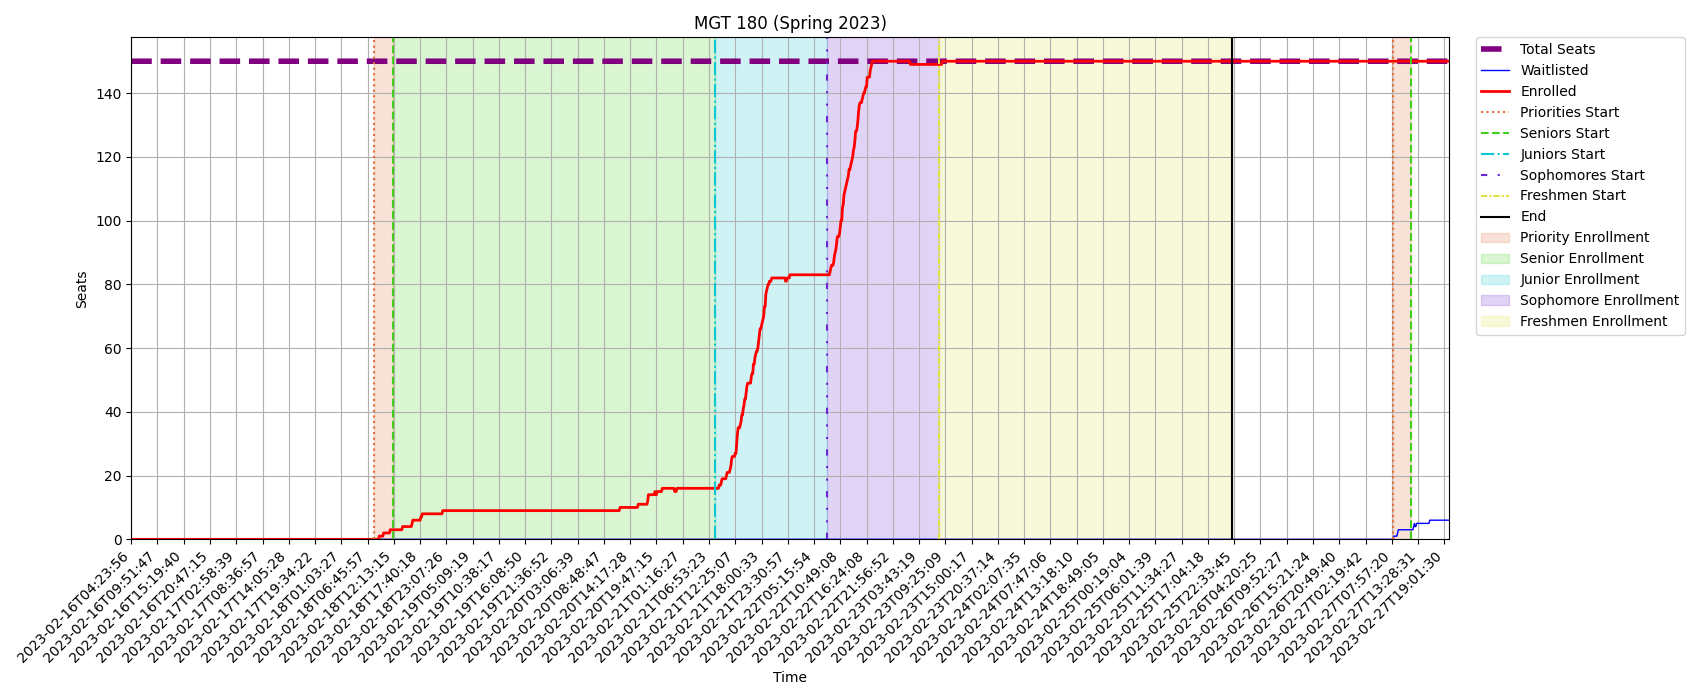 MGT 180 (Spring 2023)
Seats
140
120
100
80
60
40
20
0
2023-02-16T04:23:56
2023-02-16T09:51:47
2023-02-16T15:19:40
2023-02-16T20:47:15
2023-02-17T02:58:39
2023-02-17T08:36:57
2023-02-17T14:05:28
2023-02-17T19:34:22
2023-02-18T01:03:27
2023-02-18T06:45:57
2023-02-18T12:13:15
2023-02-18T17:40:18
2023-02-18T23:07:26
2023-02-19T05:09:19
2023-02-19T10:38:17
2023-02-19T16:08:50
2023-02-19T21:36:52
2023-02-20T03:06:39
2023-02-20T08:48:47
2023-02-20T14:17:28
2023-02-20T19:47:15
2023-02-21T01:16:27
2023-02-21T06:53:23
2023-02-21T12:25:07
2023-02-21T18:00:33
2023-02-21T23:30:57
2023-02-22T05:15:54
2023-02-22T10:49:08
2023-02-22T16:24:08
2023-02-22T21:56:52
2023-02-23T03:43:19
2023-02-23T09:25:09
2023-02-23T15:00:17
2023-02-23T20:37:14
2023-02-24T02:07:35
2023-02-24T07:47:06
2023-02-24T13:18:10
2023-02-24T18:49:05
2023-02-25T00:19:04
2023-02-25T06:01:39
2023-02-25T11:34:27
2023-02-25T17:04:18
2023-02-25T22:33:45
2023-02-26T04:20:25
2023-02-26T09:52:27
2023-02-26T15:21:24
2023-02-26T20:49:40
2023-02-27T02:19:42
2023-02-27T07:57:20
2023-02-27T13:28:31
2023-02-27T19:01:30
Time
Total Seats
Waitlisted
Enrolled
Priorities Start
Seniors Start
Juniors Start
Sophomores Start
Freshmen Start
End
Priority Enrollment
Senior Enrollment
Junior Enrollment
Sophomore Enrollment
Freshmen Enrollment